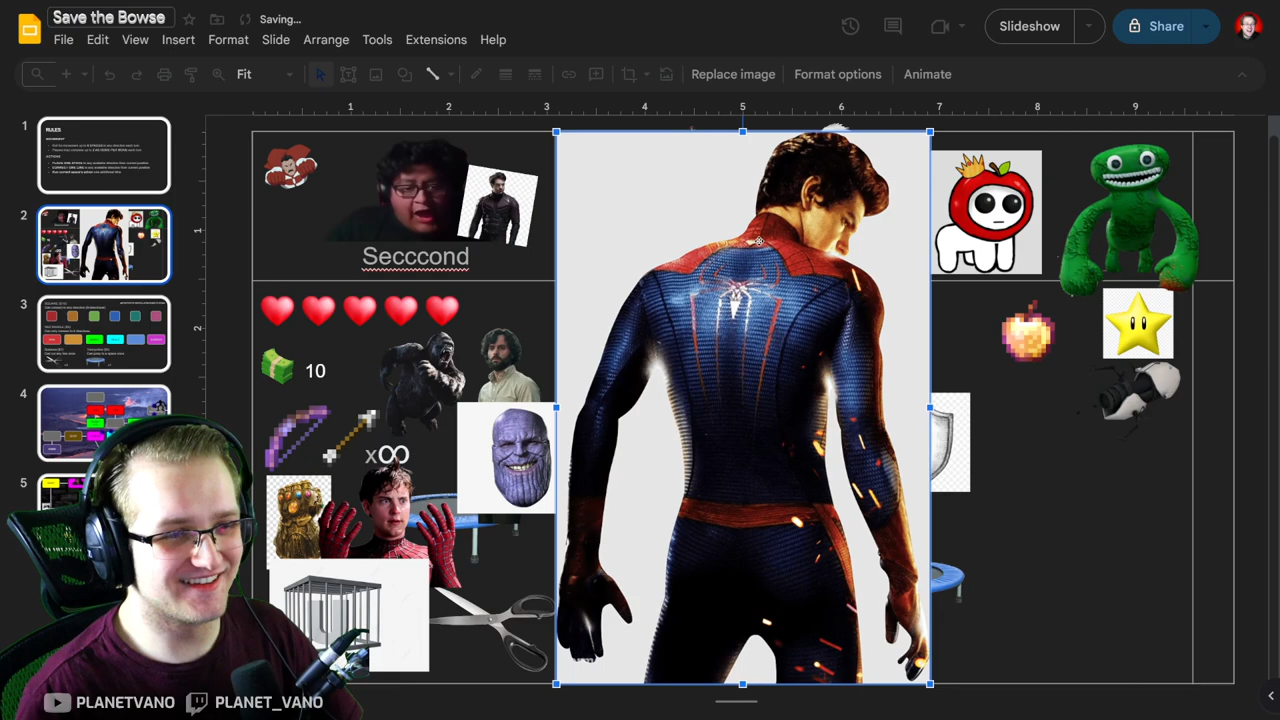 Save the Bowse
Saving...
File Edit View Insert Format Slide Arrange Tools Extensions Help
Slideshow
Share
Fit
Replace image
Format options
Animate
1 2 3 4 5 6 7 8 9
1
2
1
RULES
2
3
4
5
Secccond
10
x∞
PLANETVANO PLANET_VANO